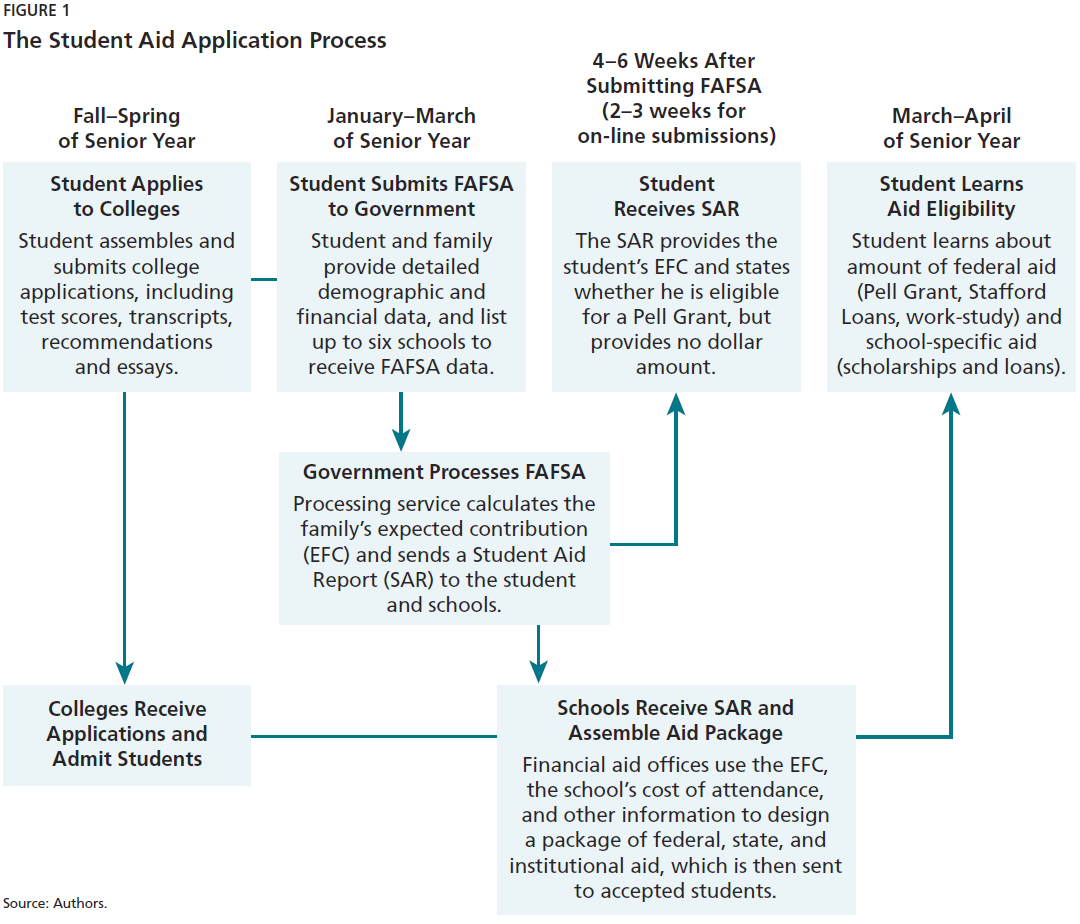 FIGURE 1
The Student Aid Application Process
Fall–Spring
of Senior Year
Student Applies
to Colleges
Student assembles and
submits college
applications, including
test scores, transcripts,
recommendations
and essays.
January–March
of Senior Year
Student Submits FAFSA
to Government
Student and family
provide detailed
demographic and
financial data, and list
up to six schools to
receive FAFSA data.
4–6 Weeks After
Submitting FAFSA
(2–3 weeks for
on-line submissions)
Student
Receives SAR
The SAR provides the
student’s EFC and states
whether he is eligible
for a Pell Grant, but
provides no dollar
amount.
March–April
of Senior Year
Student Learns
Aid Eligibility
Student learns about
amount of federal aid
(Pell Grant, Stafford
Loans, work-study) and
school-specific aid
(scholarships and loans).
Government Processes FAFSA
Processing service calculates the
family’s expected contribution
(EFC) and sends a Student Aid
Report (SAR) to the student
and schools.
Colleges Receive
Applications and
Admit Students
Schools Receive SAR and
Assemble Aid Package
Financial aid offices use the EFC,
the school’s cost of attendance,
and other information to design
a package of federal, state, and
institutional aid, which is then sent
to accepted students.
Source: Authors.